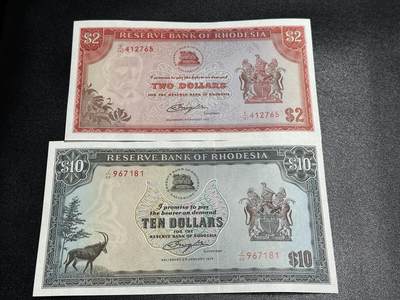 RESERVE BANK OF RHODESIA
$2
$2
412765
I promise to pay the bearer on demand
TWO DOLLARS
FOR THE RESERVE BANK OF RHODESIA
412765
$2
RESERVE BANK OF RHODESIA
$10
$10
967181
I promise to pay
the bearer on demand
TEN DOLLARS
FOR THE
RESERVE BANK OF RHODESIA
967181
$10